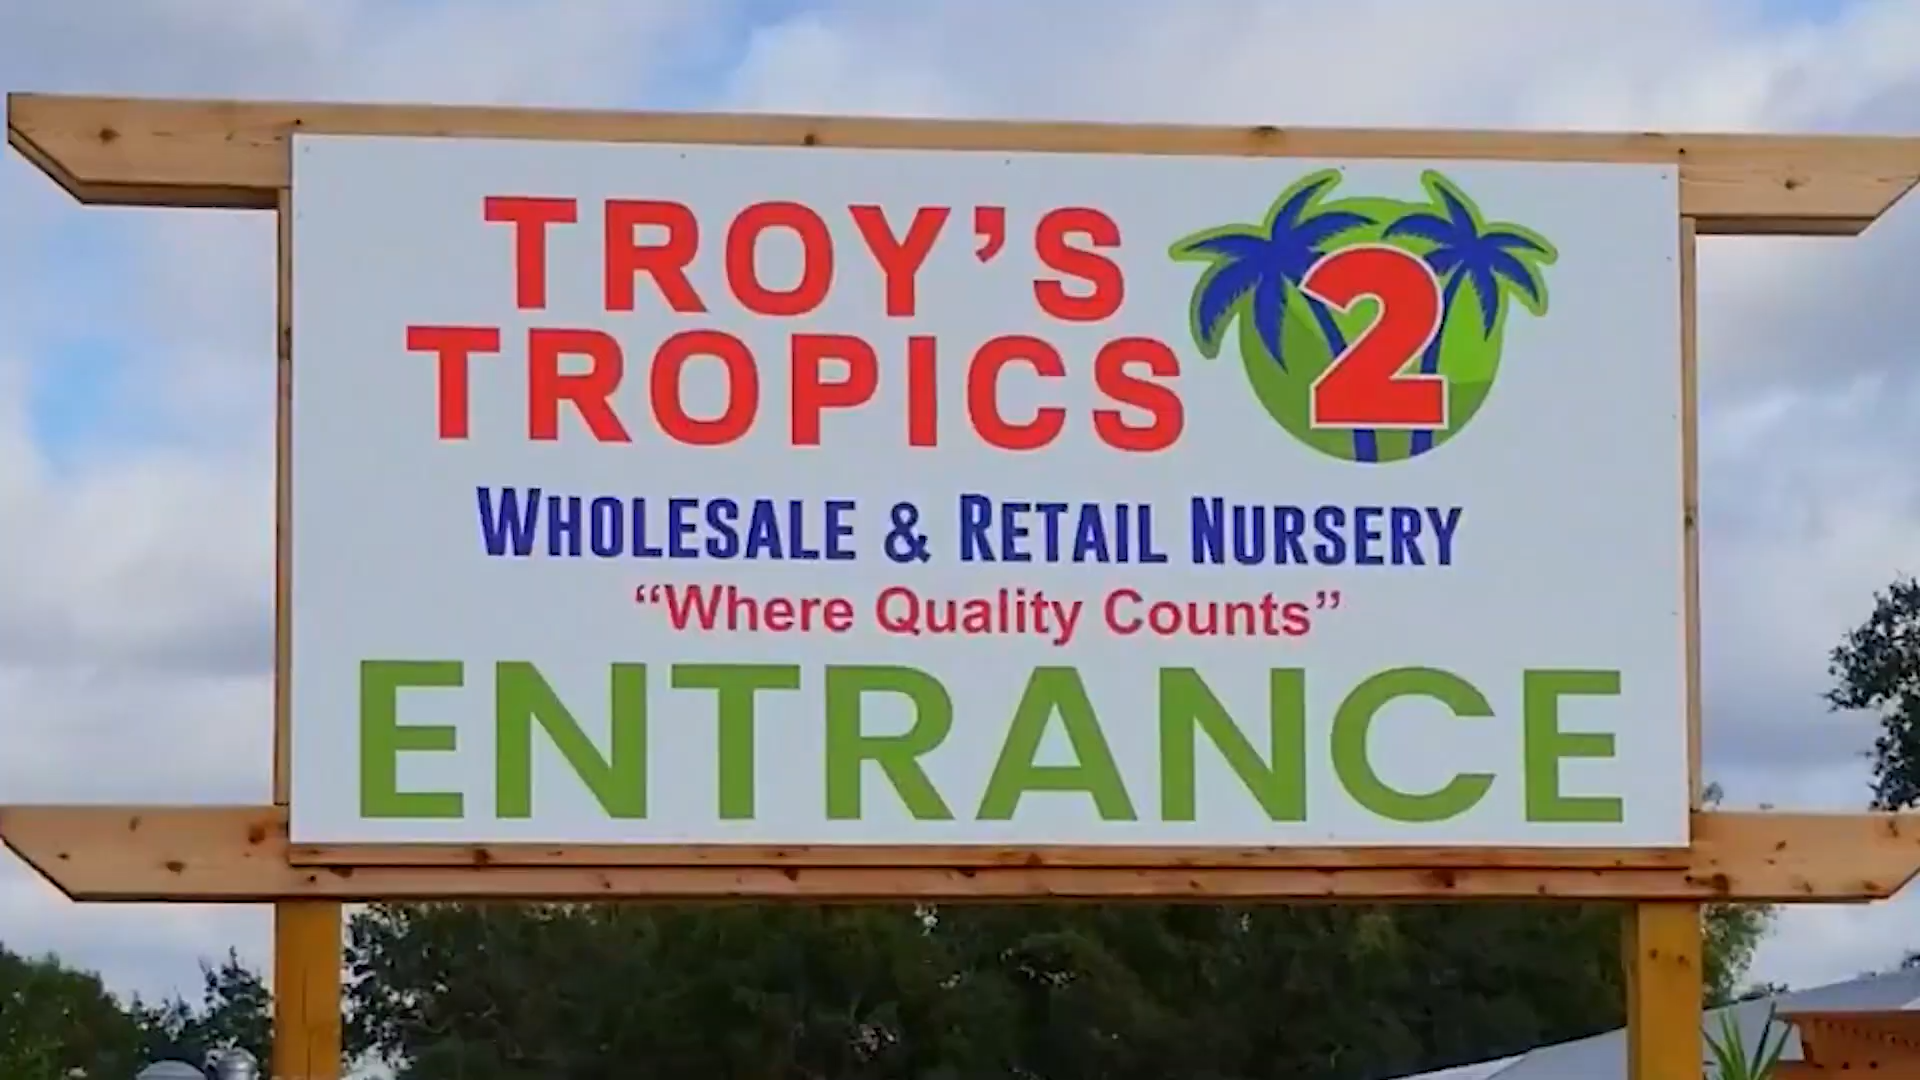 TROY'S
TROPICS 2
WHOLESALE & RETAIL NURSERY
“Where Quality Counts”
ENTRANCE